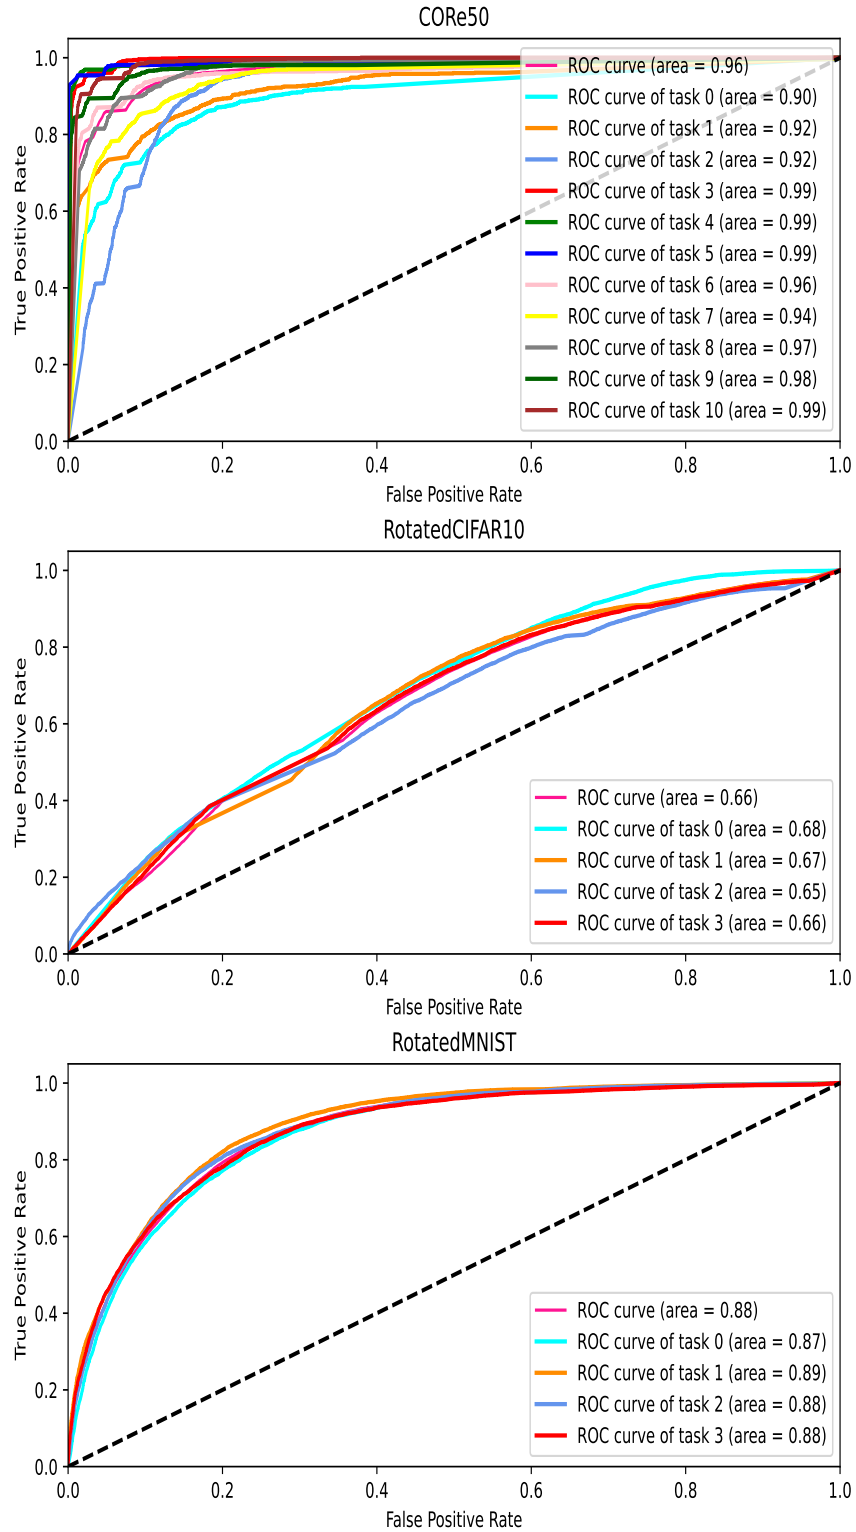 CORe50
True Positive Rate
1.0
0.8
0.6
0.4
0.2
0.0
ROC curve (area = 0.96)
ROC curve of task 0 (area = 0.90)
ROC curve of task 1 (area = 0.92)
ROC curve of task 2 (area = 0.92)
ROC curve of task 3 (area = 0.99)
ROC curve of task 4 (area = 0.99)
ROC curve of task 5 (area = 0.99)
ROC curve of task 6 (area = 0.96)
ROC curve of task 7 (area = 0.94)
ROC curve of task 8 (area = 0.97)
ROC curve of task 9 (area = 0.98)
ROC curve of task 10 (area = 0.99)
0.0 0.2 0.4 0.6 0.8 1.0
False Positive Rate
RotatedCIFAR10
True Positive Rate
1.0
0.8
0.6
0.4
0.2
0.0
ROC curve (area = 0.66)
ROC curve of task 0 (area = 0.68)
ROC curve of task 1 (area = 0.67)
ROC curve of task 2 (area = 0.65)
ROC curve of task 3 (area = 0.66)
0.0 0.2 0.4 0.6 0.8 1.0
False Positive Rate
RotatedMNIST
True Positive Rate
1.0
0.8
0.6
0.4
0.2
0.0
ROC curve (area = 0.88)
ROC curve of task 0 (area = 0.87)
ROC curve of task 1 (area = 0.89)
ROC curve of task 2 (area = 0.88)
ROC curve of task 3 (area = 0.88)
0.0 0.2 0.4 0.6 0.8 1.0
False Positive Rate